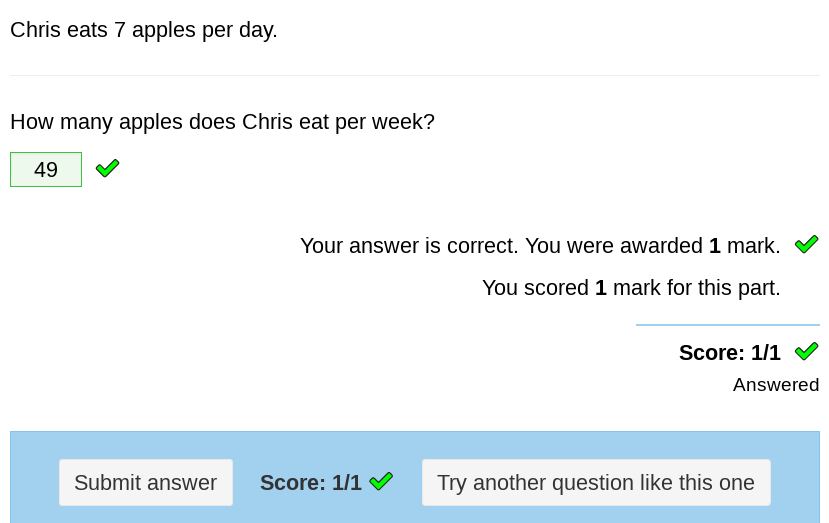 Chris eats 7 apples per day.
How many apples does Chris eat per week?
49
Your answer is correct. You were awarded 1 mark.
You scored 1 mark for this part.
Score: 1/1
Answered
Submit answer Score: 1/1 Try another question like this one